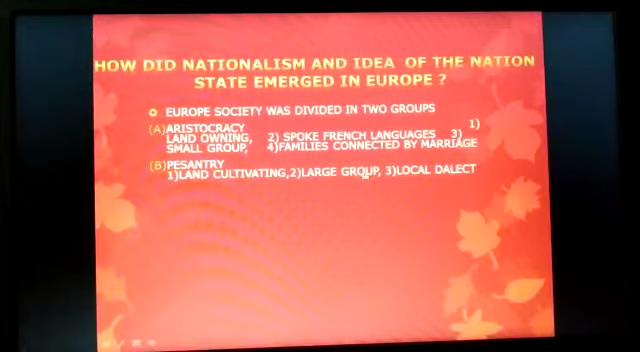 HOW DID NATIONALISM AND IDEA OF THE NATION
STATE EMERGED IN EUROPE ?
EUROPE SOCIETY WAS DIVIDED IN TWO GROUPS
(A)ARISTOCRACY 1)
LAND OWNING, 2) SPOKE FRENCH LANGUAGES 3)
SMALL GROUP, 4)FAMILIES CONNECTED BY MARRIAGE
(B)PESANTRY
1)LAND CULTIVATING,2)LARGE GROUP, 3)LOCAL DALECT